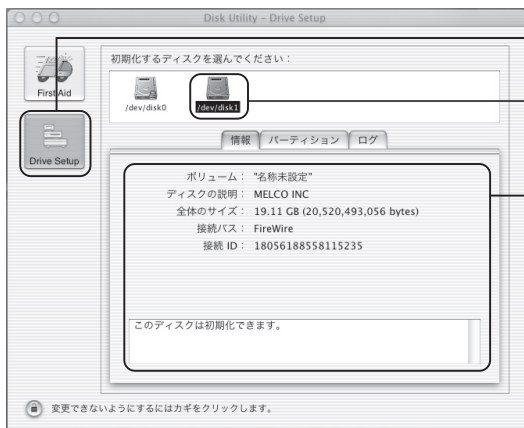 Disk Utility – Drive Setup
First Aid
Drive Setup
初期化するディスクを選んでください：
/dev/disk0
/dev/disk1
情報
パーティション
ログ
ボリューム： "名称未設定"
ディスクの説明： MELCO INC
全体のサイズ： 19.11 GB (20,520,493,056 bytes)
接続バス： FireWire
接続 ID： 18056188558115235
このディスクは初期化できます。
変更できないようにするにはカギをクリックします。